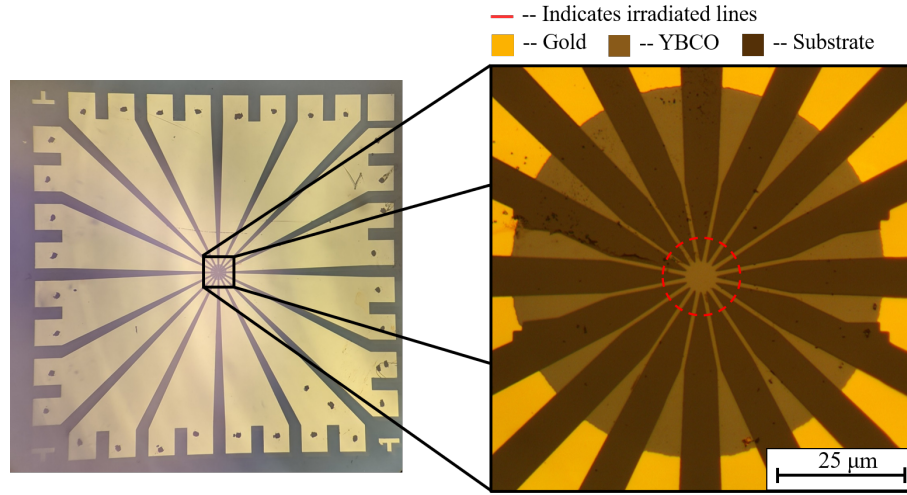 -- Indicates irradiated lines
-- Gold -- YBCO -- Substrate
25 μm